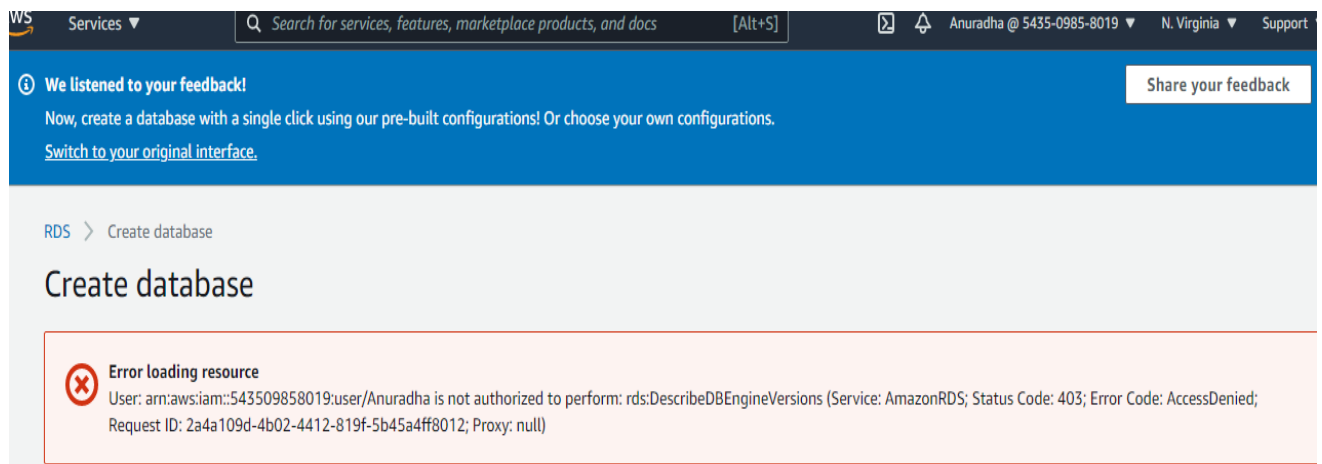 Services ▼ Search for services, features, marketplace products, and docs [Alt+S] Anuradha @ 5435-0985-8019 ▼ N. Virginia ▼ Support
We listened to your feedback! Share your feedback
Now, create a database with a single click using our pre-built configurations! Or choose your own configurations.
Switch to your original interface.
RDS > Create database
Create database
Error loading resource
User: arn:aws:iam::543509858019:user/Anuradha is not authorized to perform: rds:DescribeDBEngineVersions (Service: AmazonRDS; Status Code: 403; Error Code: AccessDenied;
Request ID: 2a4a109d-4b02-4412-819f-5b45a4ff8012; Proxy: null)